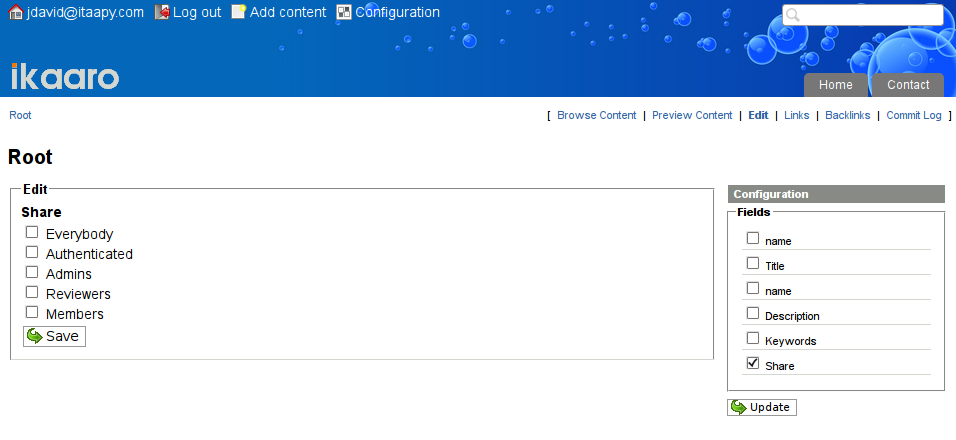 jdavid@itaapy.com Log out Add content Configuration
ikaaro
Home Contact
Root [ Browse Content | Preview Content | Edit | Links | Backlinks | Commit Log ]
Root
Edit
Share
Everybody
Authenticated
Admins
Reviewers
Members
Save
Configuration
Fields
name
Title
name
Description
Keywords
Share
Update